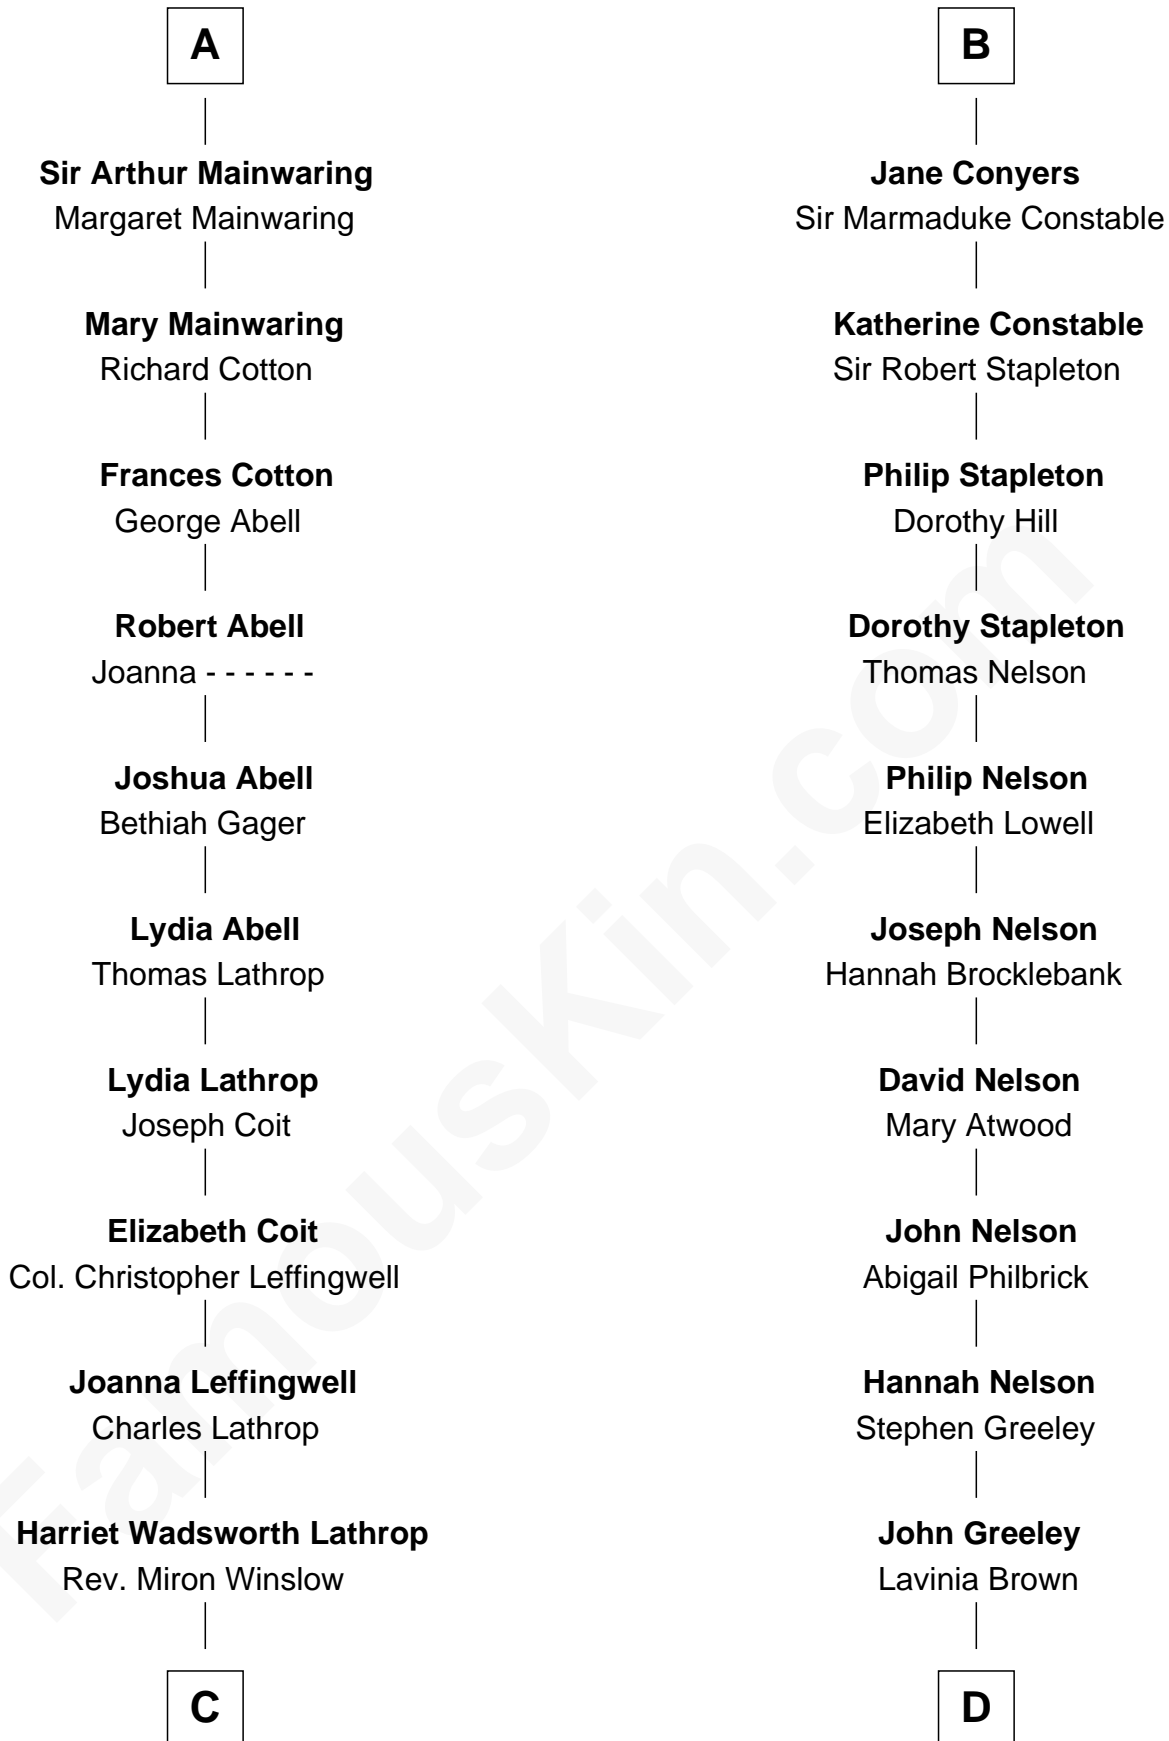 A
Sir Arthur Mainwaring
Margaret Mainwaring
Mary Mainwaring
Richard Cotton
Frances Cotton
George Abell
Robert Abell
Joanna - - - - - -
Joshua Abell
Bethiah Gager
Lydia Abell
Thomas Lathrop
Lydia Lathrop
Joseph Coit
Elizabeth Coit
Col. Christopher Leffingwell
Joanna Leffingwell
Charles Lathrop
Harriet Wadsworth Lathrop
Rev. Miron Winslow
C
B
Jane Conyers
Sir Marmaduke Constable
Katherine Constable
Sir Robert Stapleton
Philip Stapleton
Dorothy Hill
Dorothy Stapleton
Thomas Nelson
Philip Nelson
Elizabeth Lowell
Joseph Nelson
Hannah Brocklebank
David Nelson
Mary Atwood
John Nelson
Abigail Philbrick
Hannah Nelson
Stephen Greeley
John Greeley
Lavinia Brown
D
FamousKin.com